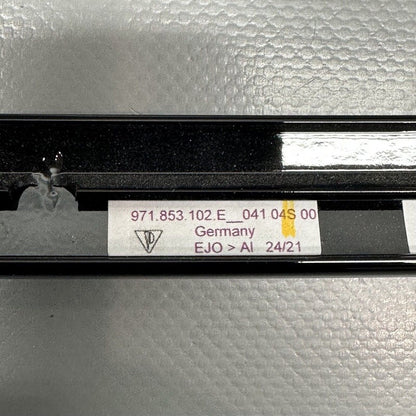 971.853.102.E__041 04S 00
Germany
EJO > AI 24/21